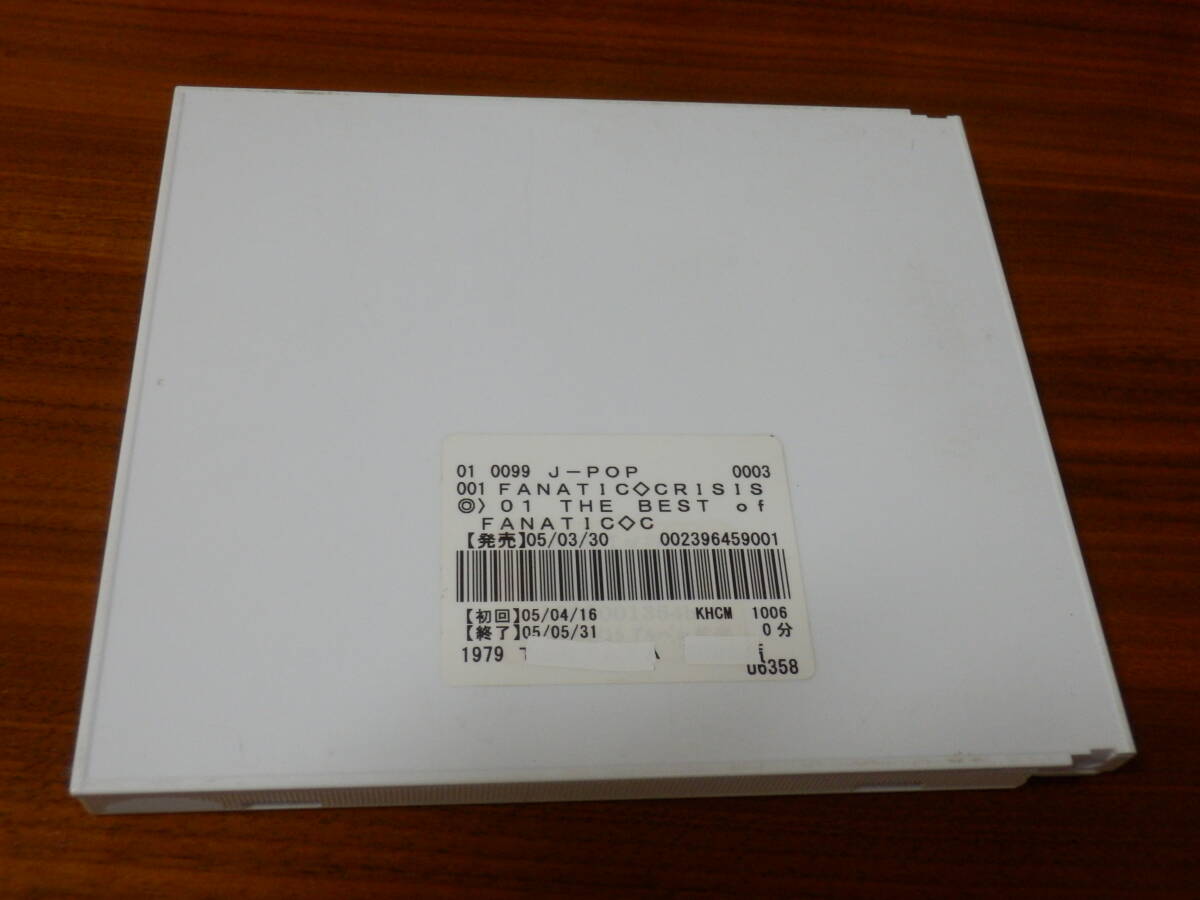 01 0099 J－POP 0003
001 FANATIC◇CRISIS
◎〉01 THE BEST of
FANATIC◇C
【発売】05/03/30 002396459001
【初回】05/04/16 KHCM 1006
【終了】05/05/31 0分
1979
06358